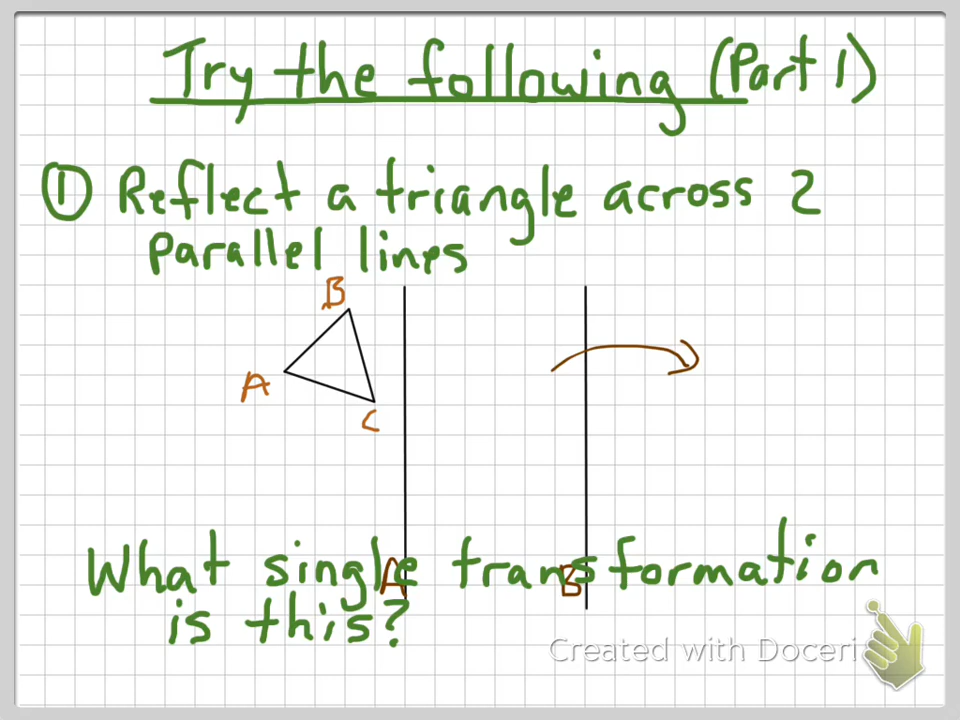 Try the following (Part 1)
① Reflect a triangle across 2
parallel lines
B
A
C
A B
What single transformation
is this?
Created with Doceri